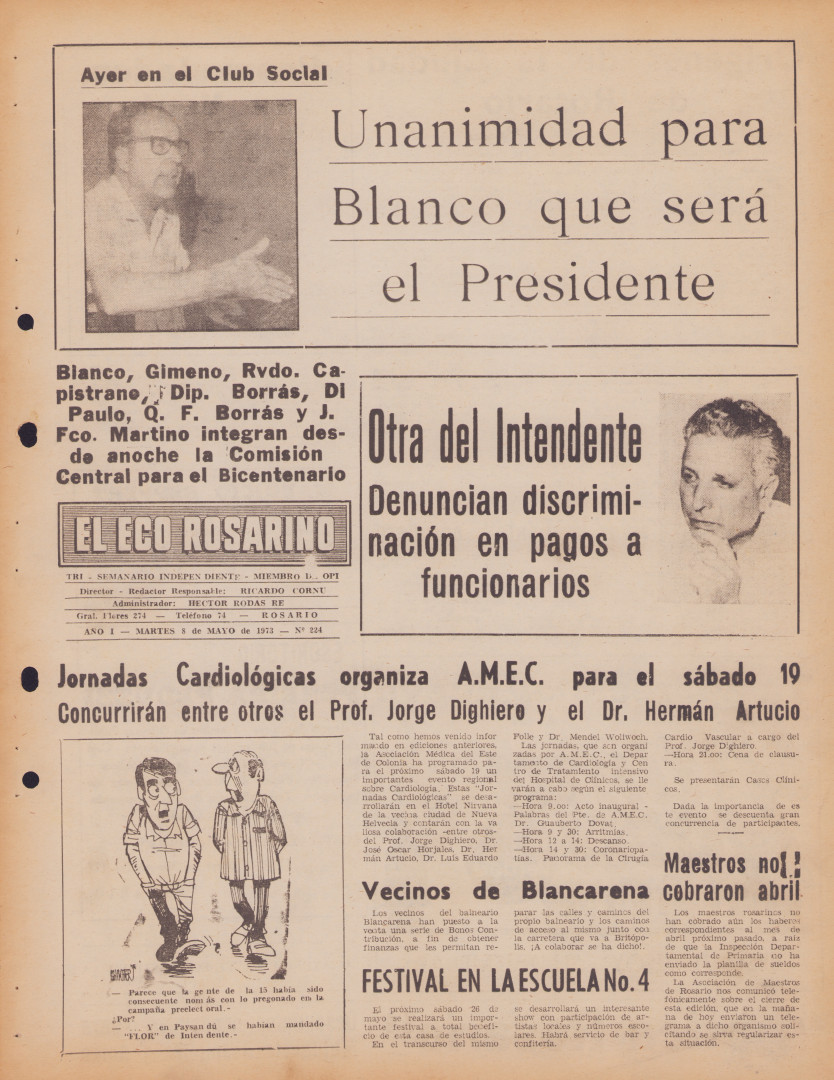 Ayer en el Club Social
Unanimidad para
Blanco que será
el Presidente
Blanco, Gimeno, Rvdo. Ca-
pistrano, Dip. Borrás, Di
Paulo, Q. F. Borrás y J.
Fco. Martino integran des-
de anoche la Comisión
Central para el Bicentenario
Otra del Intendente
Denuncian discrimi-
nación en pagos a
funcionarios
EL ECO ROSARINO
TRI - SEMANARIO INDEPENDIENTE - MIEMBRO D.. OPI
Director - Redactor Responsable; RICARDO CORNU
Administrador: HECTOR RODAS RE
Gral. Flores 274 — Teléfono 74 — ROSARIO
AÑO I — MARTES 8 de MAYO de 1973 — Nº 224
Jornadas Cardiológicas organiza A.M.E.C. para el sábado 19
Concurrirán entre otros el Prof. Jorge Dighiero y el Dr. Hermán Artucio
— Parece que la gente de la 15 había sido
consecuente nomás con lo pregonado en la
campaña preelectoral.-
¿Por?
— ... Y en Paysandú se habían mandado
"FLOR" de Intendente.-
Tal como hemos venido infor
mando en ediciones anteriores,
la Asociación Médica del Este
de Colonia ha programado pa
ra el próximo sábado 19 un
importantes evento regional
sobre Cardiología. Estas "Jor-
nadas Cardiológicas" se desa-
rrollarán en el Hotel Nirvana
de la vecina ciudad de Nueva
Helvecia y contarán con la va
llosa colaboración -entre otros-
del Prof. Jorge Dighiero, Dr.
José Oscar Horjales, Dr. Her
mán Artucio, Dr. Luis Eduardo
Folle y Dr. Mendel Wollwoch.
Las jornadas, que son organi
zadas por A.M.E.C., el Depar
tamento de Cardiología y Cen
tro de Tratamiento intensivo
del Hospital de Clínicos, se lle
varán a cabo según el siguiente
programa:
—Hora 9.00: Acto inaugural -
Palabras del Pte. de A.M.E.C.
Dr. Guauberto Dovat;
—Hora 9 y 30: Arritmias.
—Hora 12 a 14: Descanso.
—Hora 14 y 30: Coronariopa-
tías. Panorama de la Cirugía
Cardio Vascular a cargo del
Prof. Jorge Dighiero.
—Hora 21.00: Cena de clausu-
ra.
Se presentarán Casos Clíni-
cos.
Dada la importancia de es
te evento se descuenta gran
concurrencia de participantes.
Vecinos de Blancarena
Los vecinos del balneario
Blancarena han puesto a la
venta una serie de Bonos Con-
tribución, a fin de obtener
finanzas que les permitan re-
parar las calles y caminos del
propio balneario y los caminos
de acceso al mismo junto con
la carretera que va a Britópo-
lis. ¡A colaborar se ha dicho!.
FESTIVAL EN LA ESCUELA No. 4
El próximo sábado 26 de
mayo se realizará un impor-
tante festival a total benefi-
cio de esta casa de estudios.
En el transcurso del mismo
se desarrollará un interesante
show con participación de ar-
tistas locales y números esco-
lares. Habrá servicio de bar y
confitería.
Maestros no
cobraron abril
Los maestros rosarinos no
han cobrado aún los haberes
correspondientes al mes de
abril próximo pasado, a raíz
de que la Inspección Depar-
tamental de Primaria no ha
enviado la planilla de sueldos
como corresponde.
La Asociación de Maestros
de Rosario nos comunicó tele-
fónicamente sobre el cierre de
esta edición, que en la maña-
na de hoy enviaron un tele-
grama a dicho organismo soli-
citando se sirva regularizar es-
ta situación.